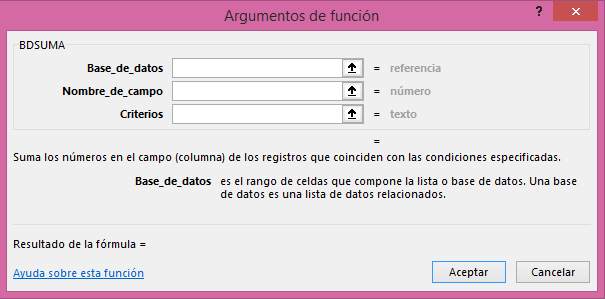 Argumentos de función
?
BDSUMA
Base_de_datos = referencia
Nombre_de_campo = número
Criterios = texto
=
Suma los números en el campo (columna) de los registros que coinciden con las condiciones especificadas.
Base_de_datos es el rango de celdas que compone la lista o base de datos. Una base
de datos es una lista de datos relacionados.
Resultado de la fórmula =
Ayuda sobre esta función
Aceptar
Cancelar